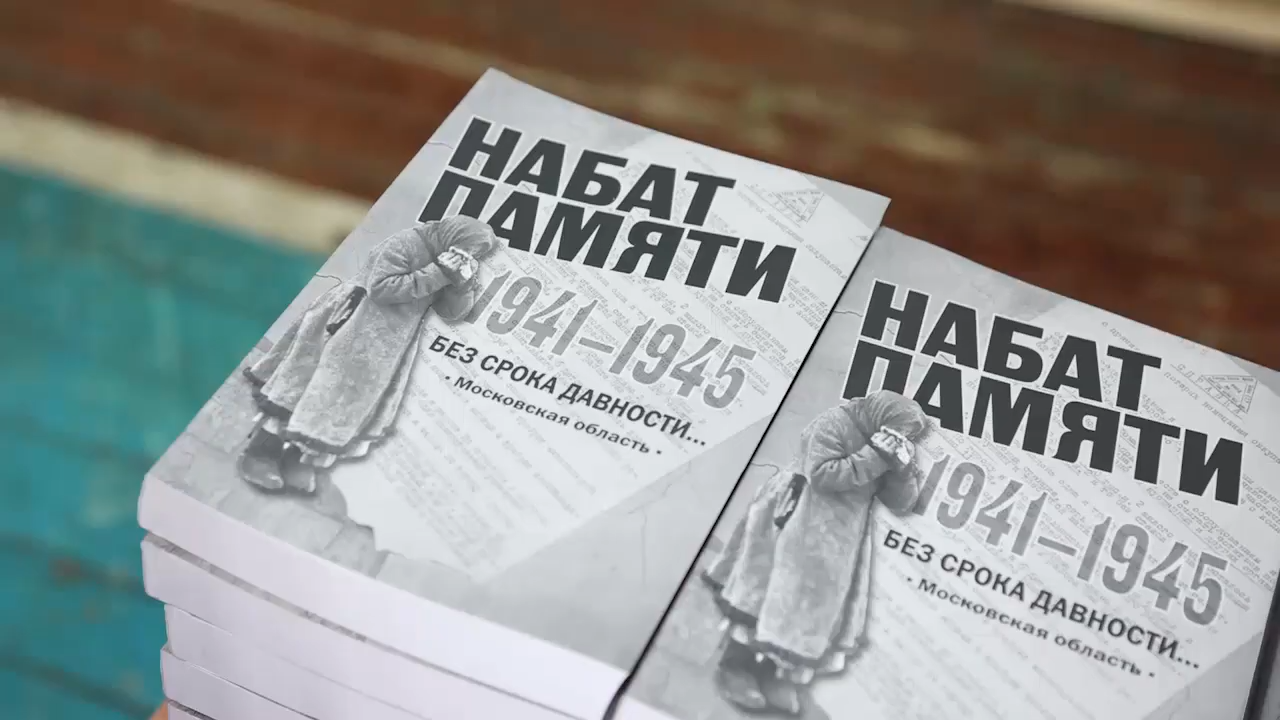 НАБАТ
ПАМЯТИ
1941–1945
БЕЗ СРОКА ДАВНОСТИ...
• Московская область •
НАБАТ
ПАМЯТИ
1941–1945
БЕЗ СРОКА ДАВНОСТИ...
• Московская область •